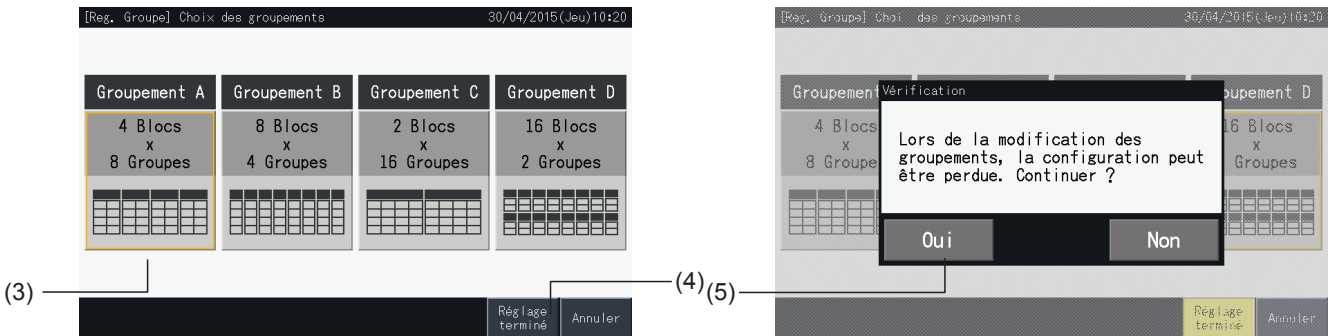 [Reg. Groupe] Choix des groupements 30/04/2015(Jeu)10:20
Groupement A Groupement B Groupement C Groupement D
4 Blocs 8 Blocs 2 Blocs 16 Blocs
x x x x
8 Groupes 4 Groupes 16 Groupes 2 Groupes
(3)
(4)
Réglage
terminé
Annuler
[Reg. Groupe] Choi des groupements 30/04/2015(Jeu)10:20
Groupement oupement D
4 Blocs 16 Blocs
x x
8 Groupe Groupes
Vérification
Lors de la modification des
groupements, la configuration peut
être perdue. Continuer ?
Oui Non
(5)
Réglage
terminé
Annuler